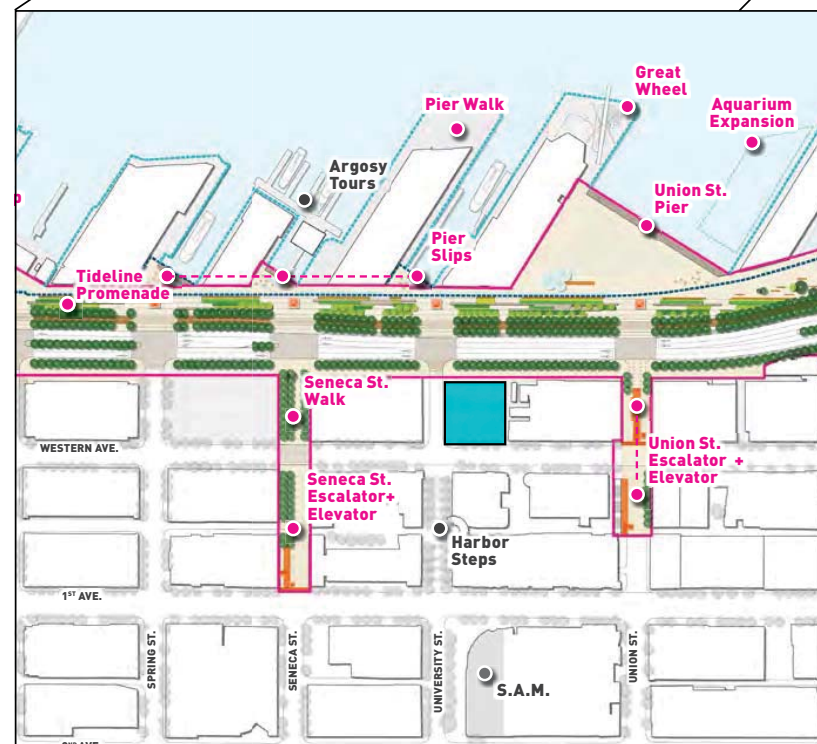 Great
Wheel
Pier Walk
Aquarium
Expansion
Argosy
Tours
Union St.
Pier
p
Pier
Slips
Tideline
Promenade
Seneca St.
Walk
WESTERN AVE.
Union St.
Escalator +
Elevator
Seneca St.
Escalator+
Elevator
Harbor
Steps
1ST AVE.
SPRING ST.
SENECA ST.
UNIVERSITY ST.
UNION ST.
S.A.M.